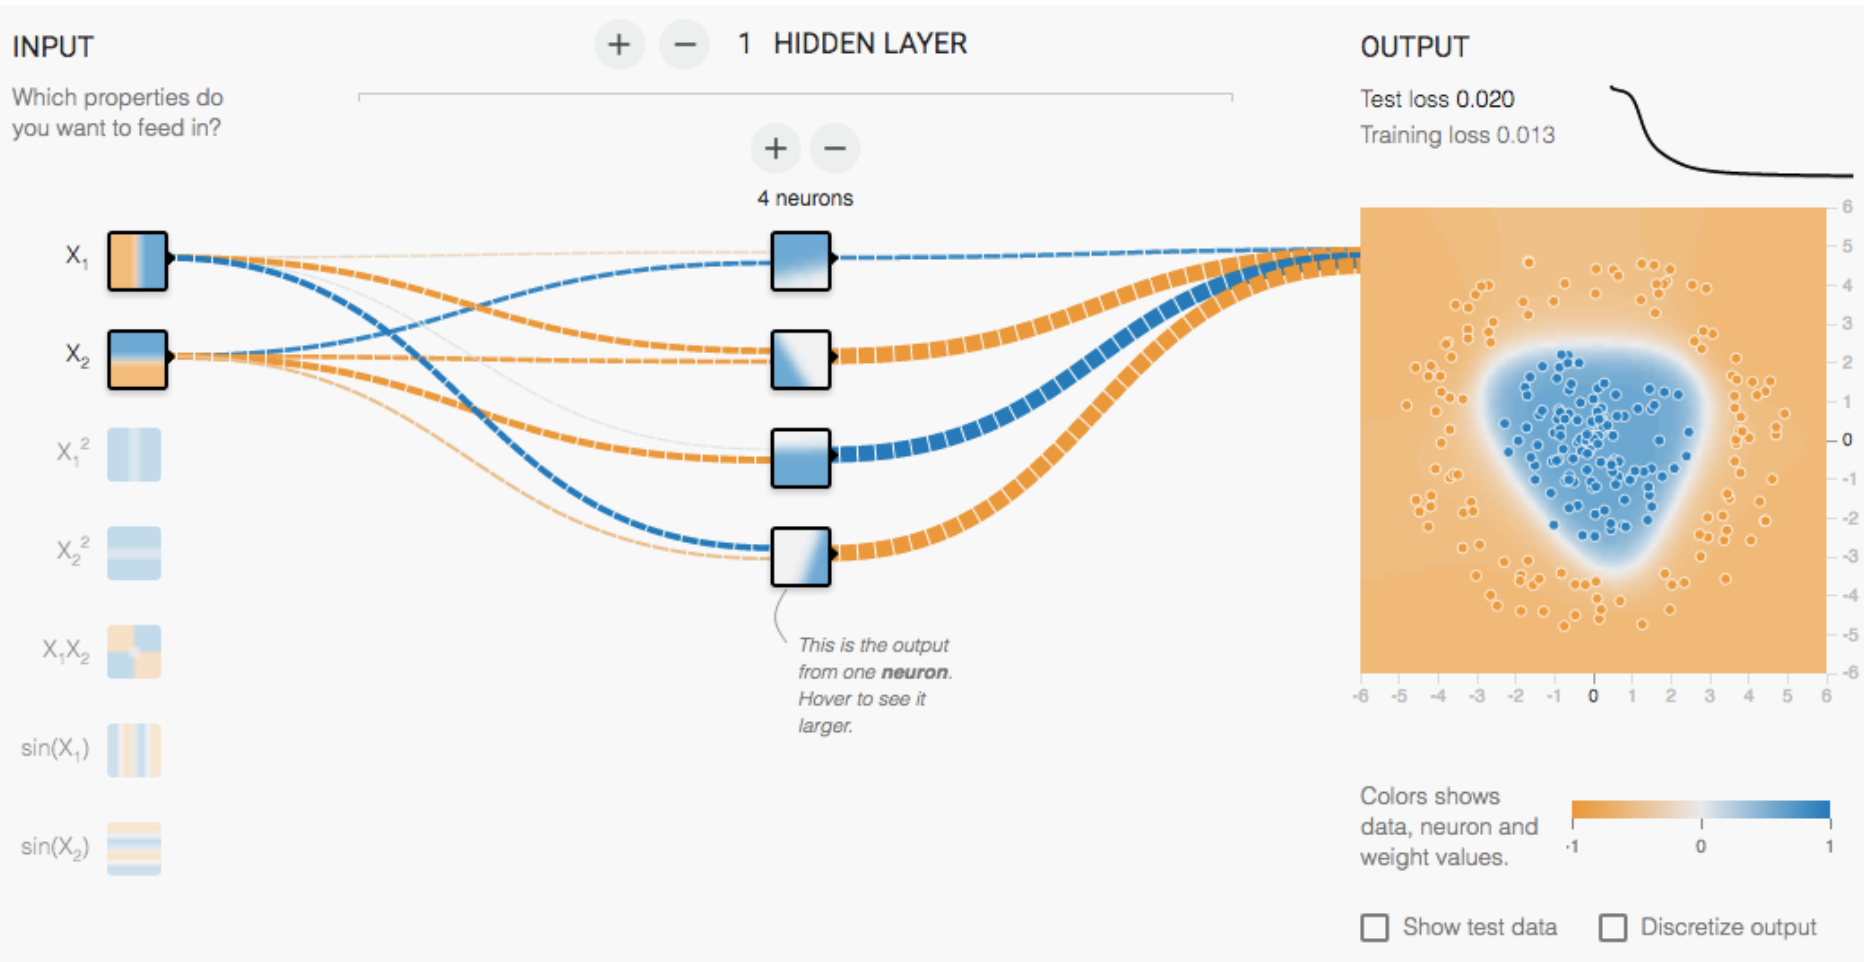 INPUT
Which properties do
you want to feed in?
+ − 1 HIDDEN LAYER
+ −
4 neurons
X₁
X₂
X₁²
X₂²
X₁X₂
sin(X₁)
sin(X₂)
This is the output
from one neuron.
Hover to see it
larger.
OUTPUT
Test loss 0.020
Training loss 0.013
6
5
4
3
2
1
0
-1
-2
-3
-4
-5
-6
-6 -5 -4 -3 -2 -1 0 1 2 3 4 5 6
Colors shows
data, neuron and
weight values.
-1 0 1
Show test data
Discretize output